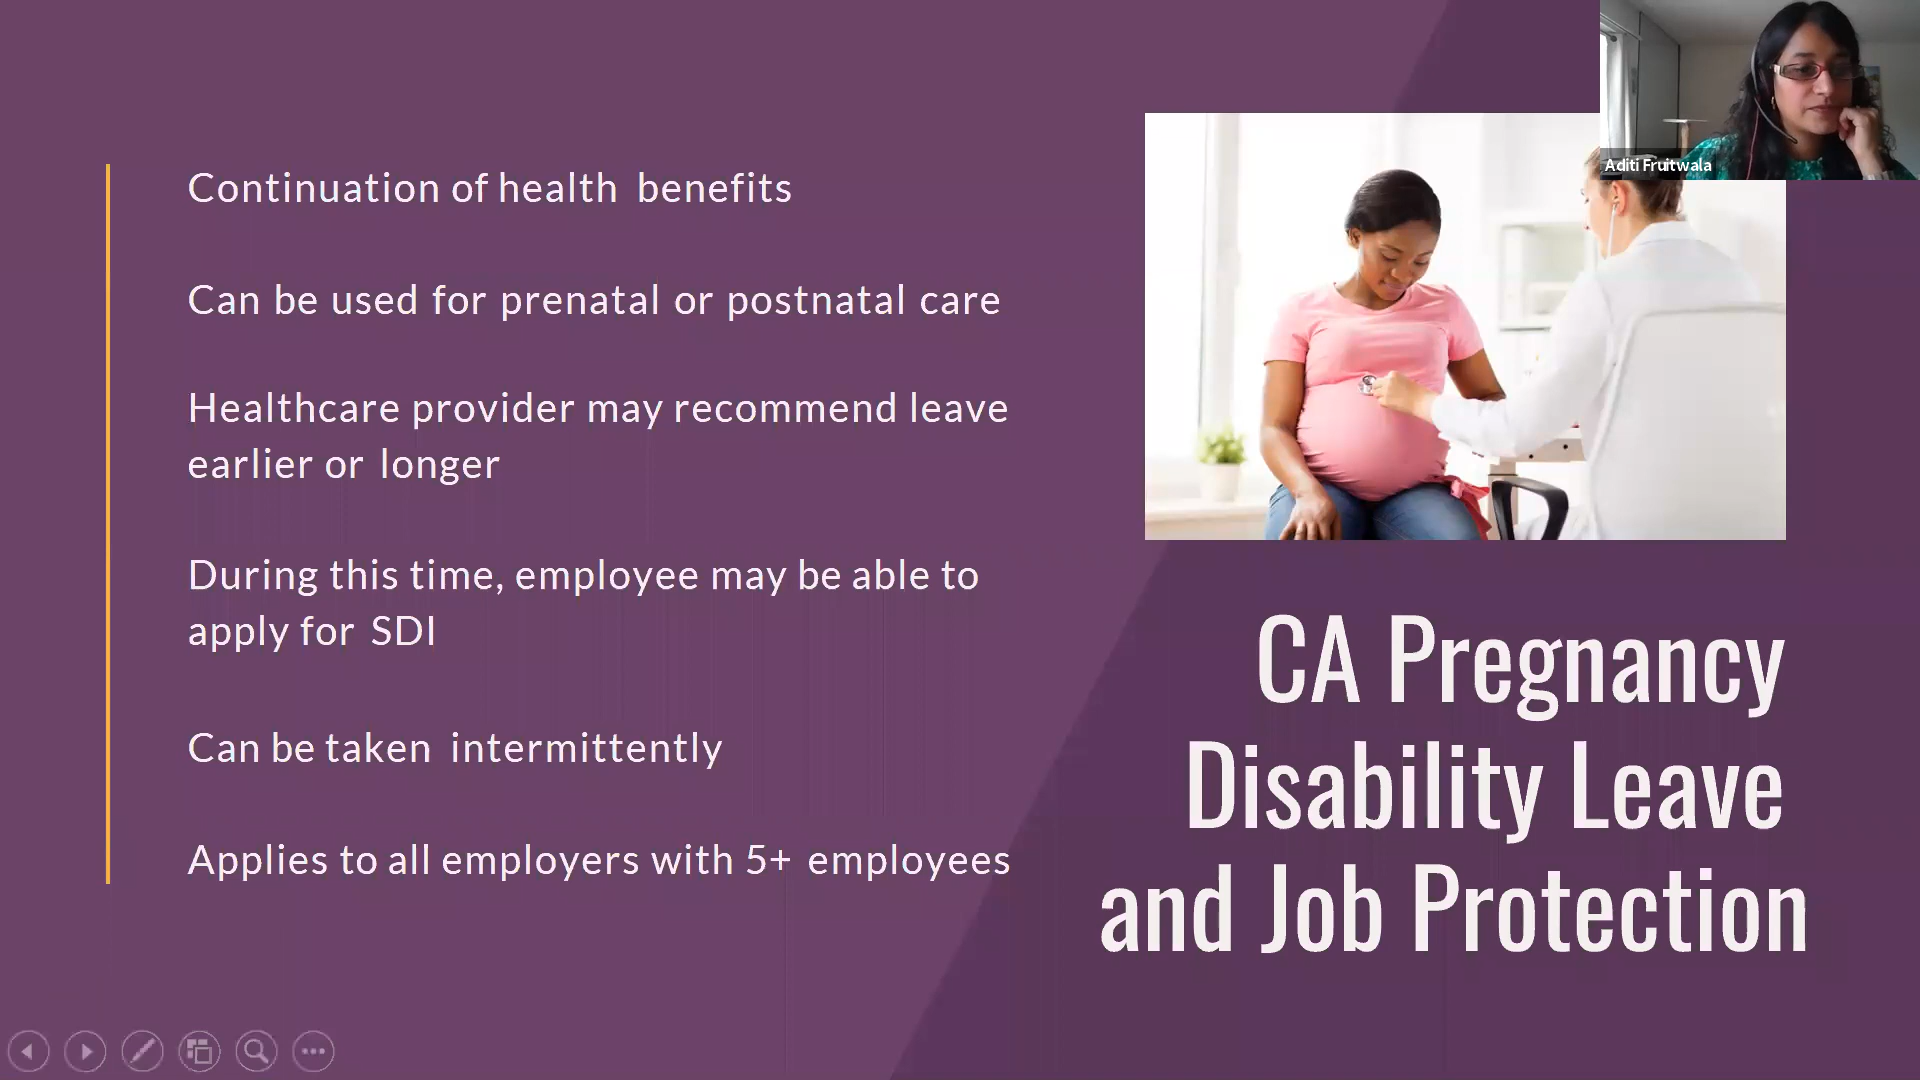 Continuation of health benefits
Can be used for prenatal or postnatal care
Healthcare provider may recommend leave
earlier or longer
During this time, employee may be able to
apply for SDI
Can be taken intermittently
Applies to all employers with 5+ employees
Aditi Fruitwala
CA Pregnancy
Disability Leave
and Job Protection